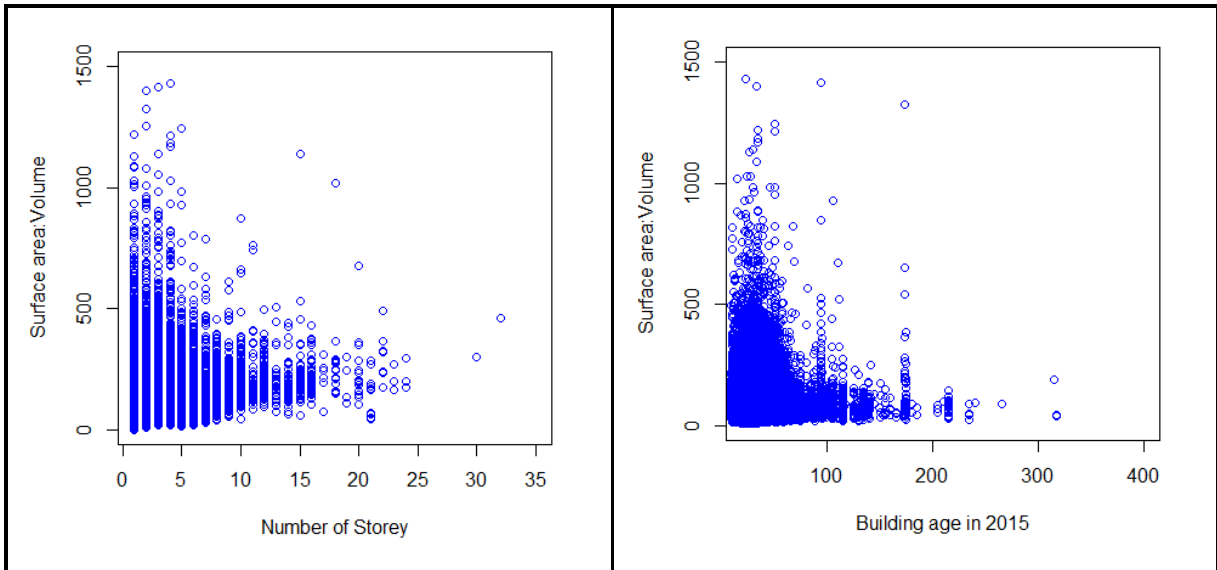 1500
1000
500
0
Surface area:Volume
0 5 10 15 20 25 30 35
Number of Storey
1500
1000
500
0
Surface area:Volume
100 200 300 400
Building age in 2015